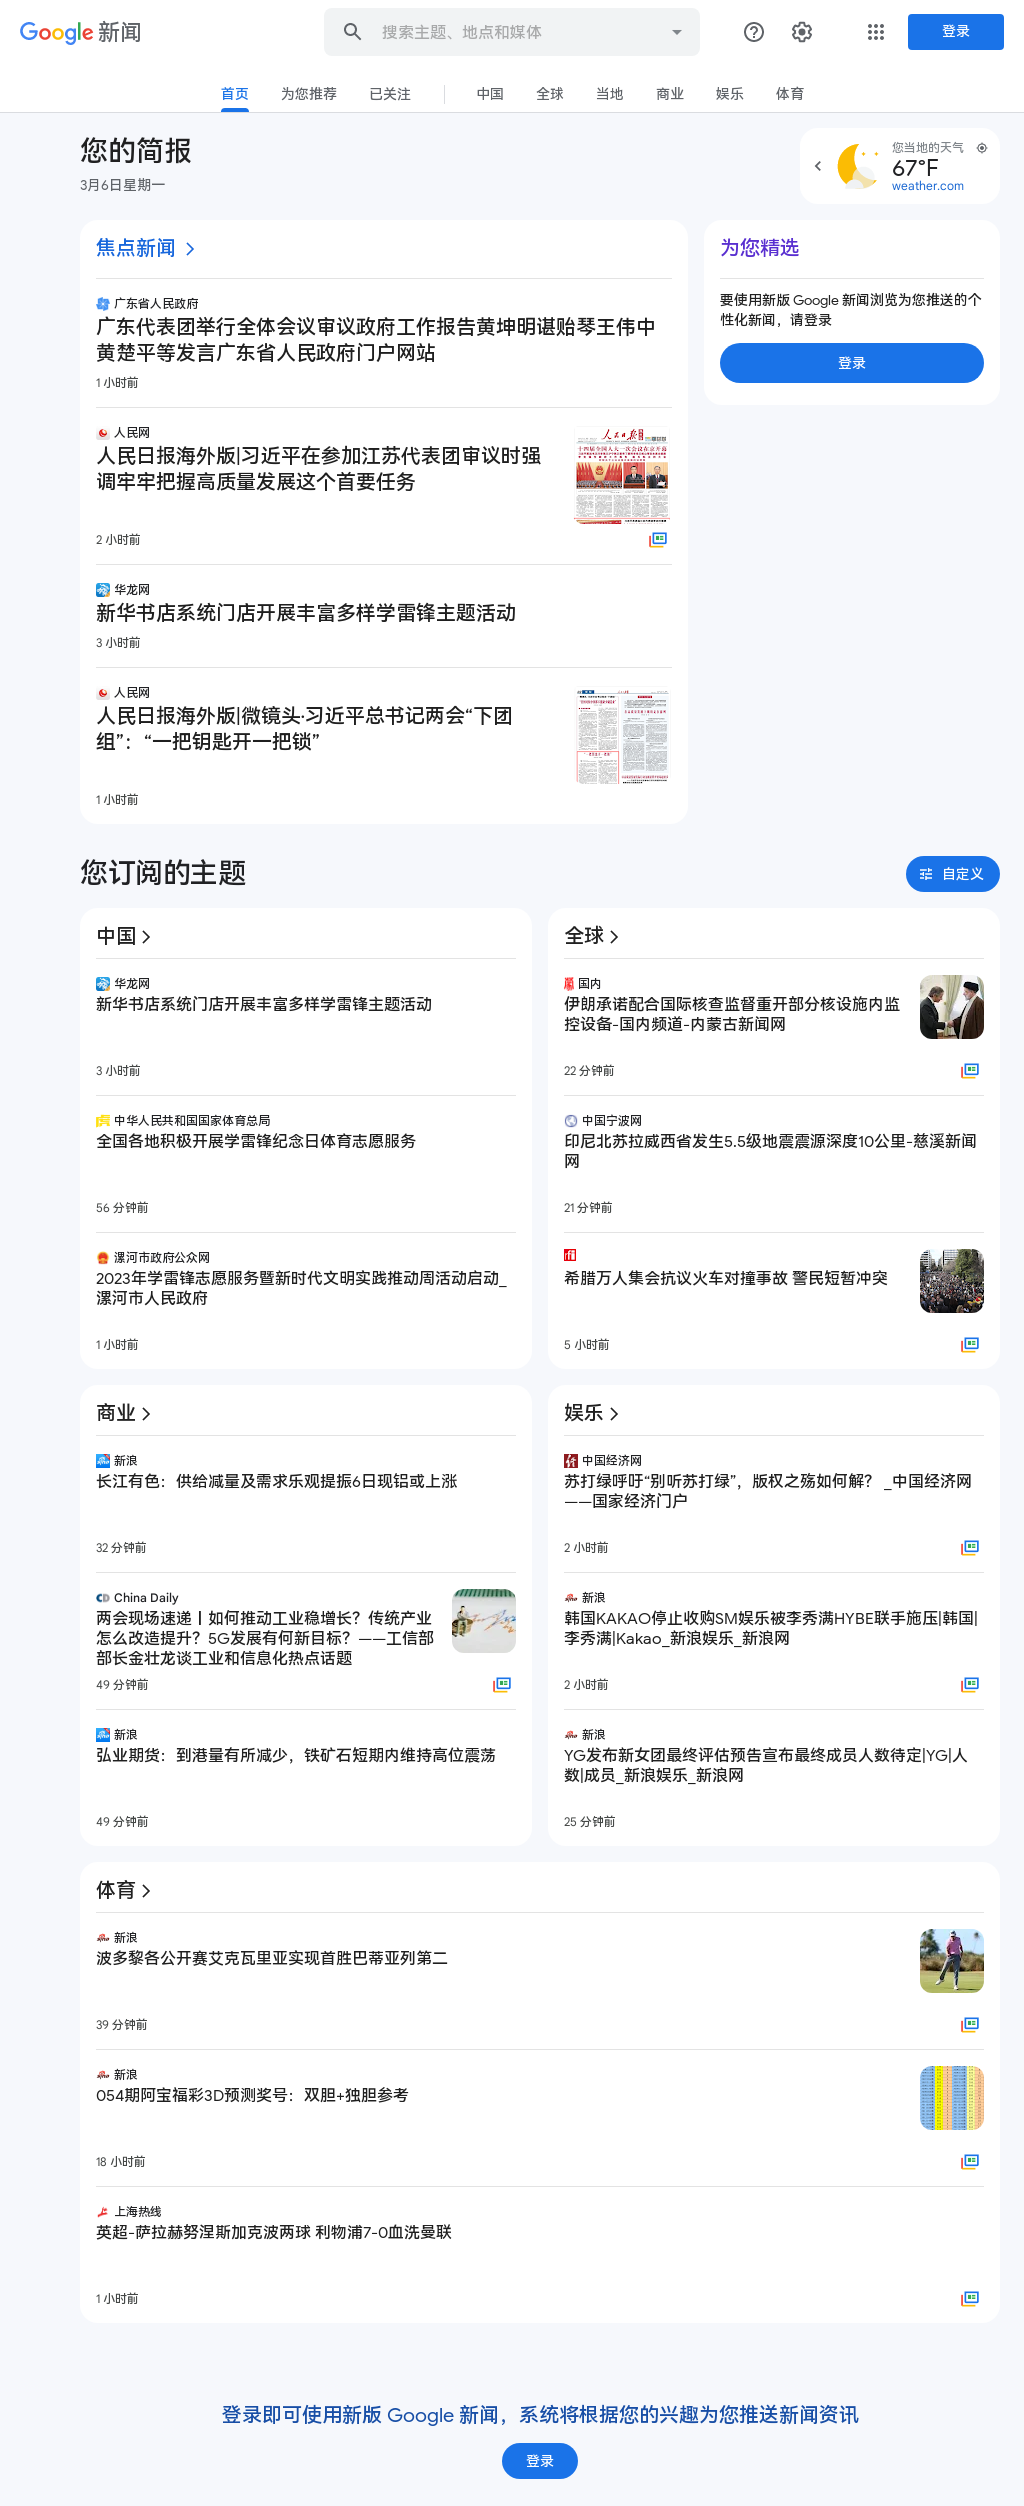 Google 新闻
搜索主题、地点和媒体
登录
首页 为您推荐 已关注 中国 全球 当地 商业 娱乐 体育
您的简报
3月6日星期一
您当地的天气
67°F
weather.com
焦点新闻
广东省人民政府
广东代表团举行全体会议审议政府工作报告黄坤明谌贻琴王伟中
黄楚平等发言广东省人民政府门户网站
1 小时前
人民网
人民日报海外版|习近平在参加江苏代表团审议时强
调牢牢把握高质量发展这个首要任务
人民日报
十四届全国人大一次会议在京开幕
2 小时前
华龙网
新华书店系统门店开展丰富多样学雷锋主题活动
3 小时前
人民网
人民日报海外版|微镜头·习近平总书记两会“下团
组”：“一把钥匙开一把锁”
1 小时前
为您精选
要使用新版 Google 新闻浏览为您推送的个
性化新闻，请登录
登录
您订阅的主题
自定义
中国
华龙网
新华书店系统门店开展丰富多样学雷锋主题活动
3 小时前
中华人民共和国国家体育总局
全国各地积极开展学雷锋纪念日体育志愿服务
56 分钟前
漯河市政府公众网
2023年学雷锋志愿服务暨新时代文明实践推动周活动启动_
漯河市人民政府
1 小时前
全球
国内
伊朗承诺配合国际核查监督重开部分核设施内监
控设备-国内频道-内蒙古新闻网
22 分钟前
中国宁波网
印尼北苏拉威西省发生5.5级地震震源深度10公里-慈溪新闻
网
21 分钟前
希腊万人集会抗议火车对撞事故 警民短暂冲突
5 小时前
商业
新浪
长江有色：供给减量及需求乐观提振6日现铝或上涨
32 分钟前
China Daily
两会现场速递丨如何推动工业稳增长？传统产业
怎么改造提升？5G发展有何新目标？——工信部
部长金壮龙谈工业和信息化热点话题
49 分钟前
新浪
弘业期货：到港量有所减少，铁矿石短期内维持高位震荡
49 分钟前
娱乐
中国经济网
苏打绿呼吁“别听苏打绿”，版权之殇如何解？ _中国经济网
——国家经济门户
2 小时前
新浪
韩国KAKAO停止收购SM娱乐被李秀满HYBE联手施压|韩国|
李秀满|Kakao_新浪娱乐_新浪网
2 小时前
新浪
YG发布新女团最终评估预告宣布最终成员人数待定|YG|人
数|成员_新浪娱乐_新浪网
25 分钟前
体育
新浪
波多黎各公开赛艾克瓦里亚实现首胜巴蒂亚列第二
39 分钟前
新浪
054期阿宝福彩3D预测奖号：双胆+独胆参考
18 小时前
上海热线
英超-萨拉赫努涅斯加克波两球 利物浦7-0血洗曼联
1 小时前
登录即可使用新版 Google 新闻，系统将根据您的兴趣为您推送新闻资讯
登录